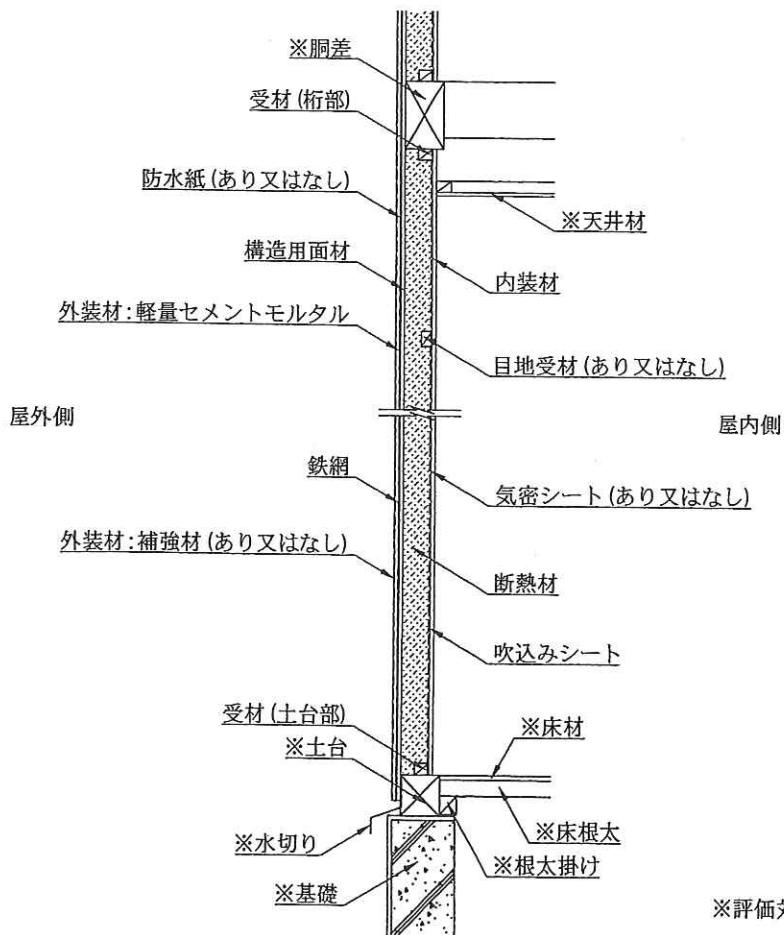 ※胴差
受材(桁部)
防水紙(あり又はなし)
※天井材
構造用面材
内装材
外装材:軽量セメントモルタル
目地受材(あり又はなし)
屋外側
屋内側
鉄網
気密シート(あり又はなし)
外装材:補強材(あり又はなし)
断熱材
吹込みシート
受材(土台部)
※床材
※土台
※床根太
※水切り
※根太掛け
※基礎
※評価